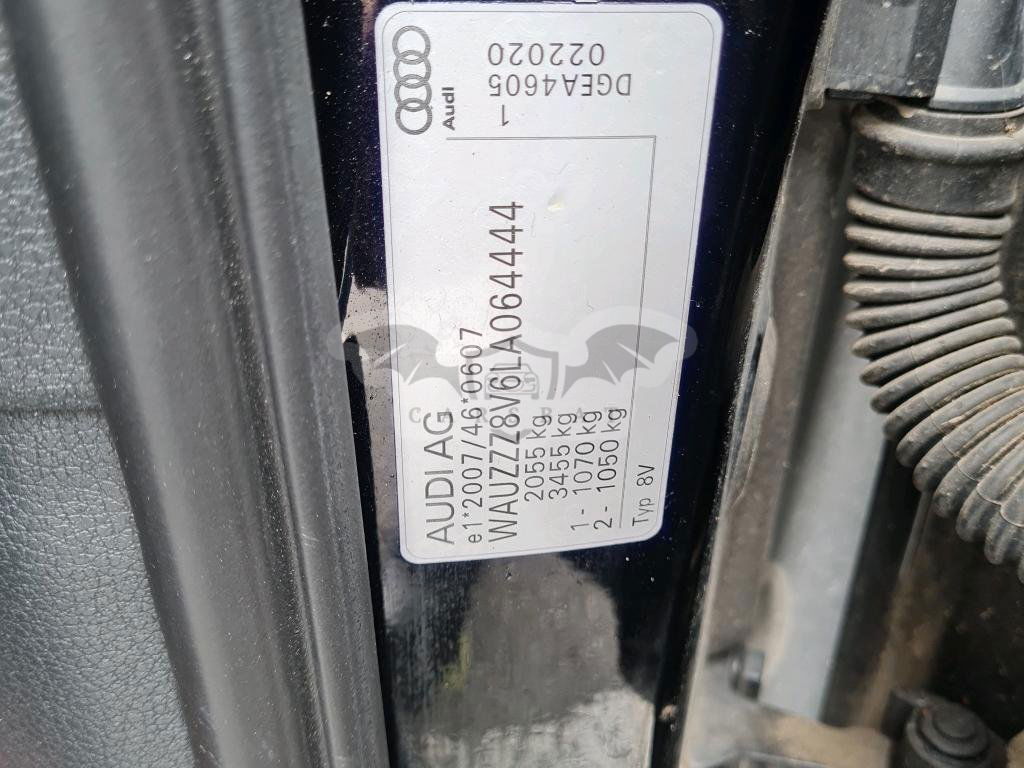 Audi
AUDI AG
e1*2007/46*0607
WAUZZZ8V6LA064444
2055 kg
3455 kg
1 - 1070 kg
2 - 1050 kg
Typ 8V
1
022020
DGEA4605
CARSBAT